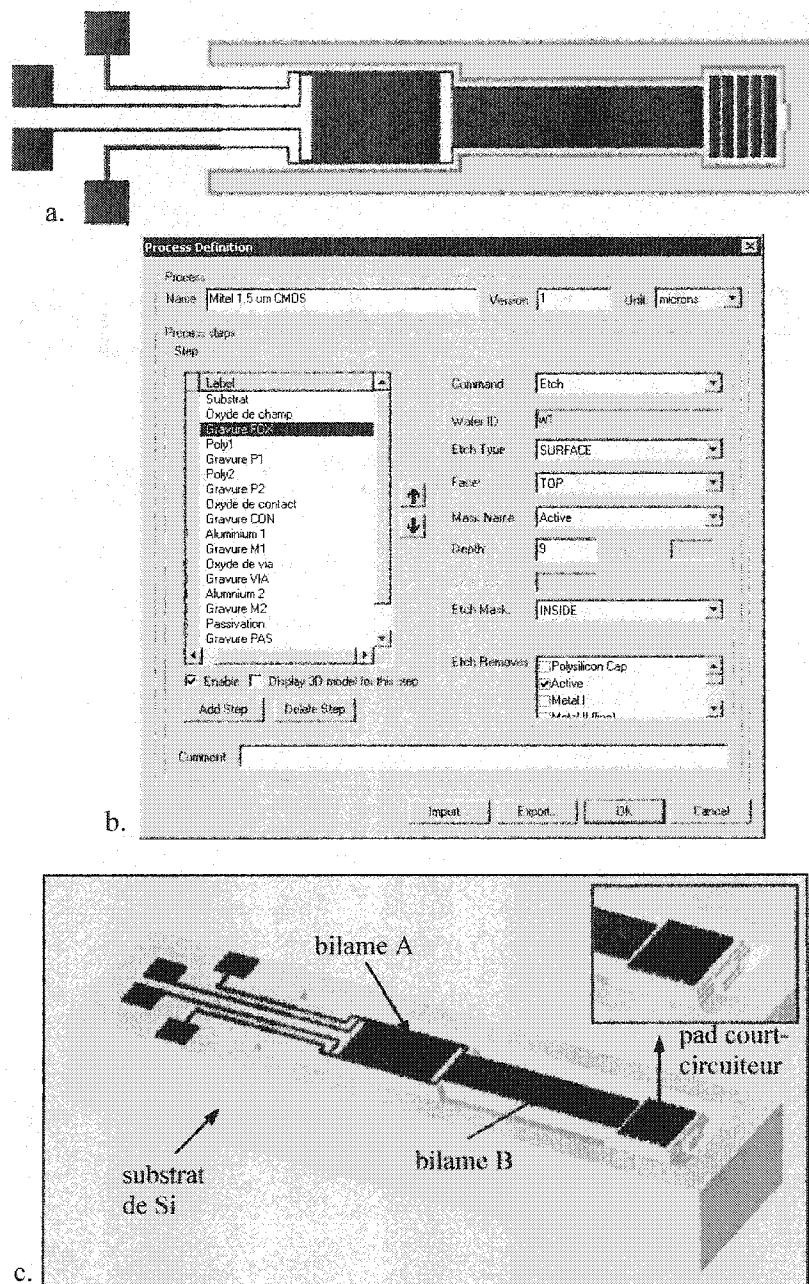 a.
Process Definition
Process
Name Mitel 1,5 um CMOS Version 1 Unit microns
Process steps
Step
Label
Substrat
Oxyde de champ
Gravure FOX
Poly1
Gravure P1
Poly2
Gravure P2
Oxyde de contact
Gravure CON
Aluminium 1
Gravure M1
Oxyde de via
Gravure VIA
Alumnium 2
Gravure M2
Passivation
Gravure PAS
Enable Display 3D model for this step
Add Step Delete Step
Command Etch
Wafer ID w1
Etch Type SURFACE
Face TOP
Mask Name Active
Depth 9
Etch Mask INSIDE
Etch Removes Polysilicon Cap
Active
Metal I
Comment
Import... Export... Ok Cancel
b.
bilame A
pad court-
circuiteur
bilame B
substrat
de Si
c.